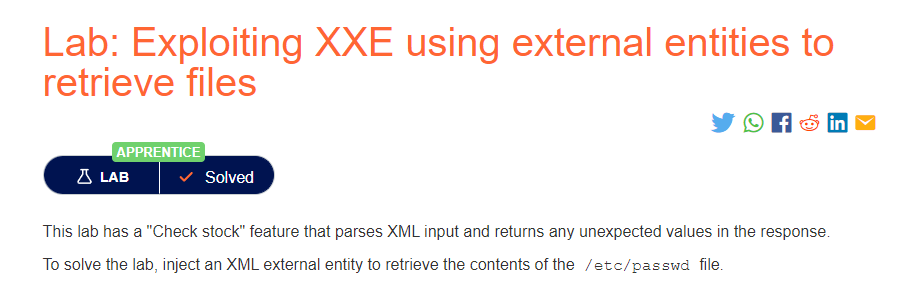 Lab: Exploiting XXE using external entities to
retrieve files
APPRENTICE
LAB Solved
This lab has a "Check stock" feature that parses XML input and returns any unexpected values in the response.
To solve the lab, inject an XML external entity to retrieve the contents of the /etc/passwd file.